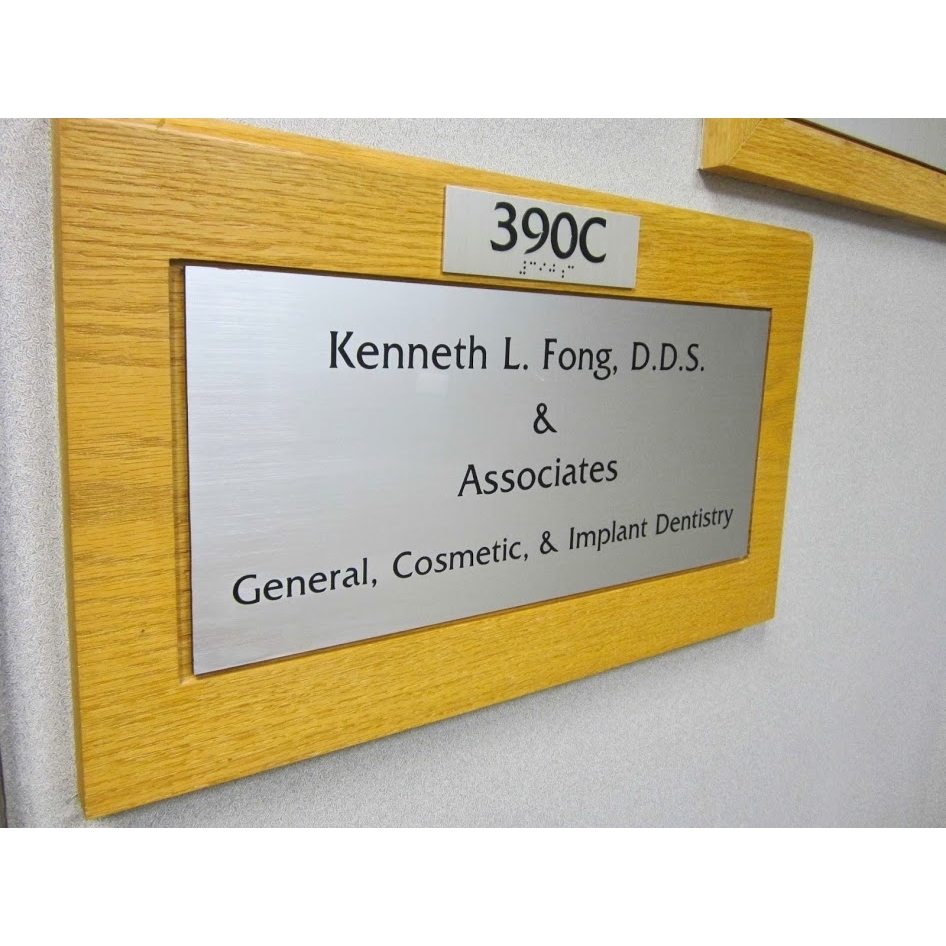 390C
Kenneth L. Fong, D.D.S.
&
Associates
General, Cosmetic, & Implant Dentistry